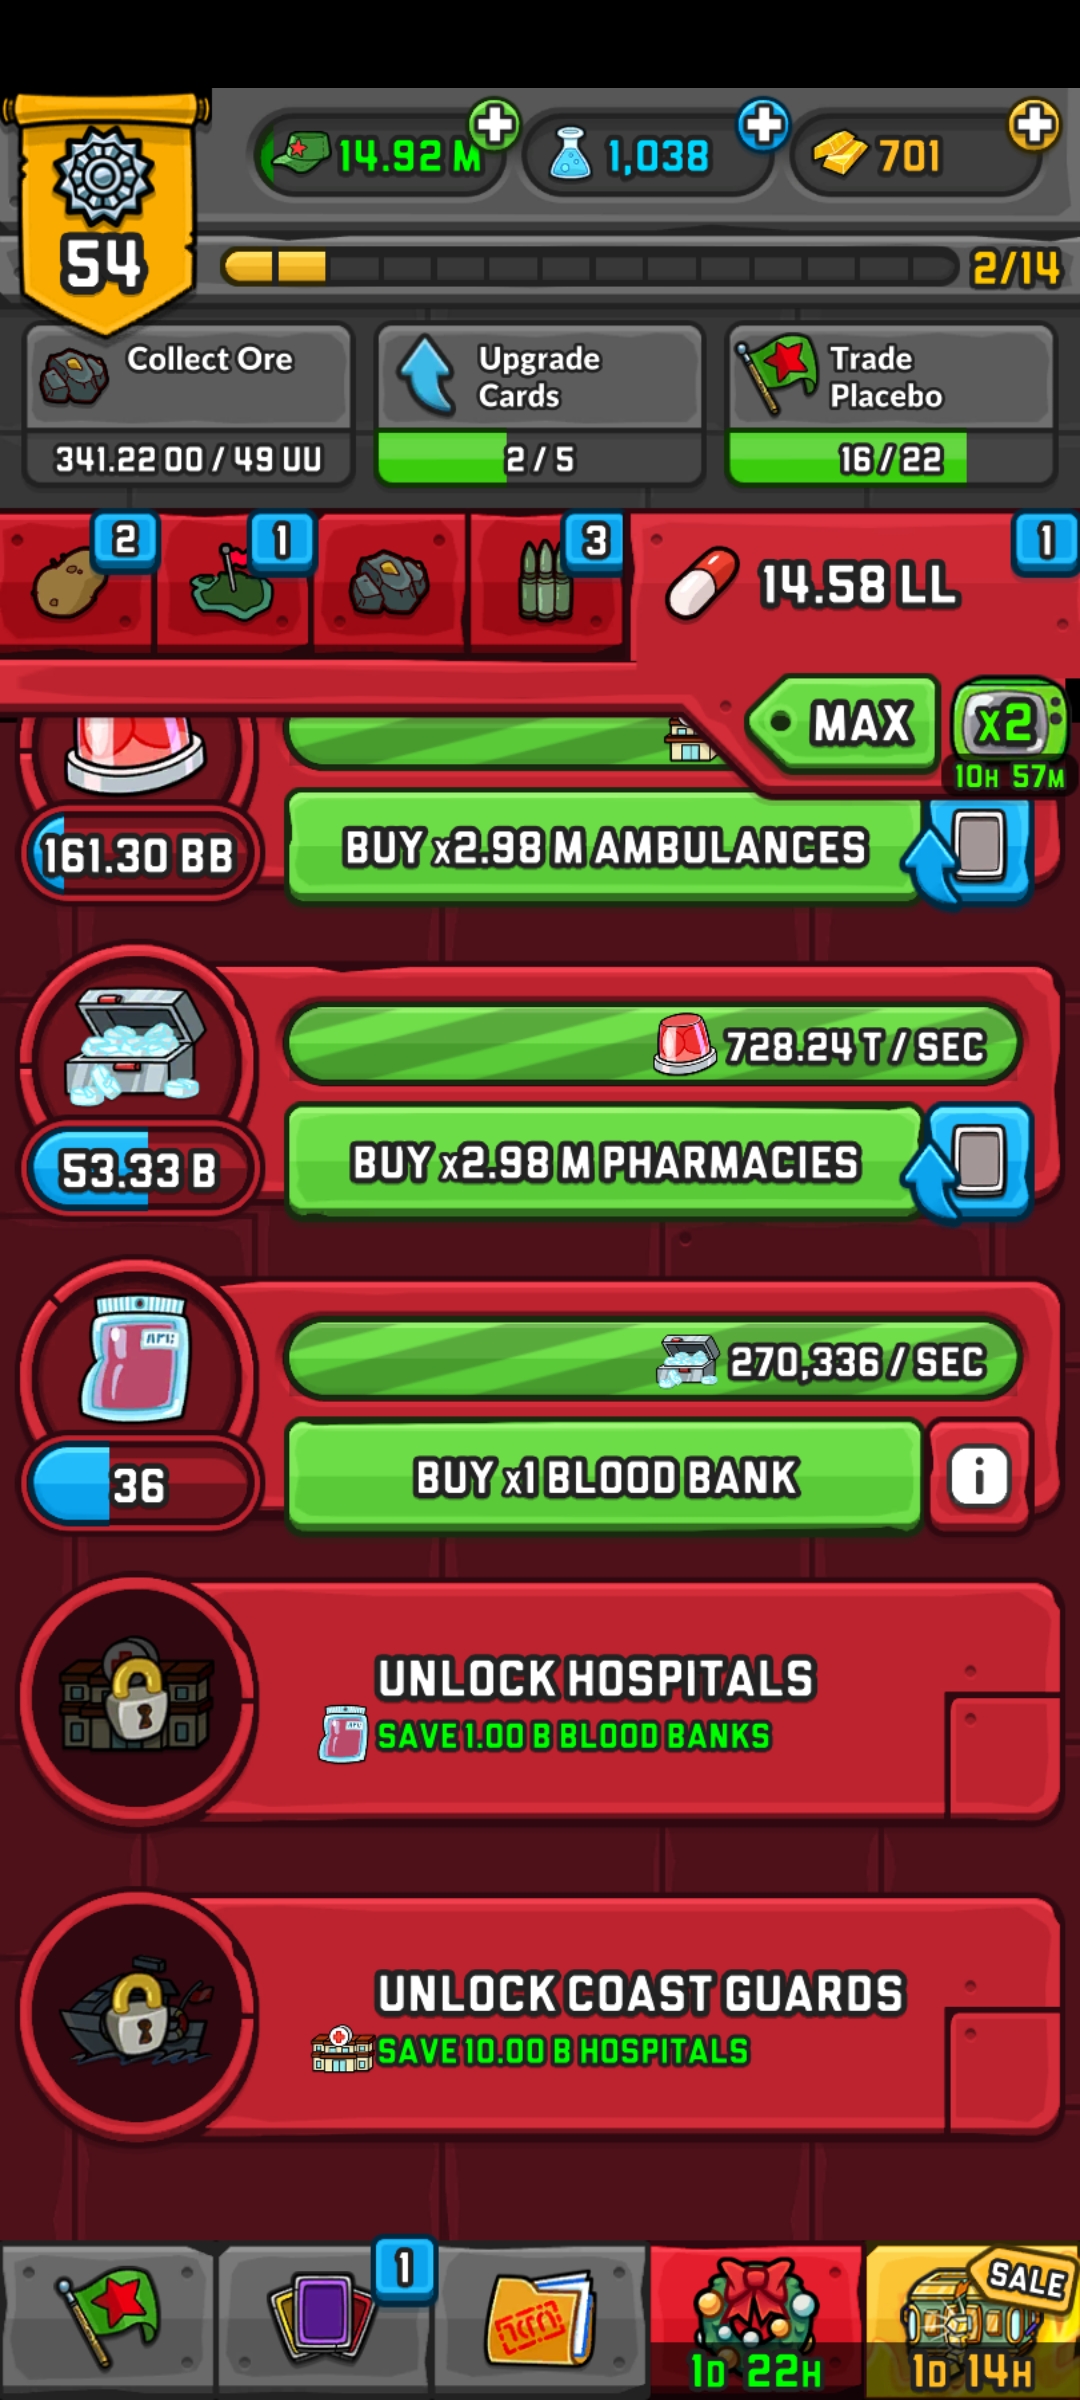 54
14.92 M
1,038
701
2/14
Collect Ore
341.22 OO / 49 UU
Upgrade
Cards
2 / 5
Trade
Placebo
16 / 22
2
1
3
1
14.58 LL
MAX
x2
10H 57M
161.30 BB
BUY x2.98 M AMBULANCES
728.24 T / SEC
53.33 B
BUY x2.98 M PHARMACIES
270,336 / SEC
36
BUY x1 BLOOD BANK
i
UNLOCK HOSPITALS
SAVE 1.00 B BLOOD BANKS
UNLOCK COAST GUARDS
SAVE 10.00 B HOSPITALS
1
SALE
1D 22H
1D 14H